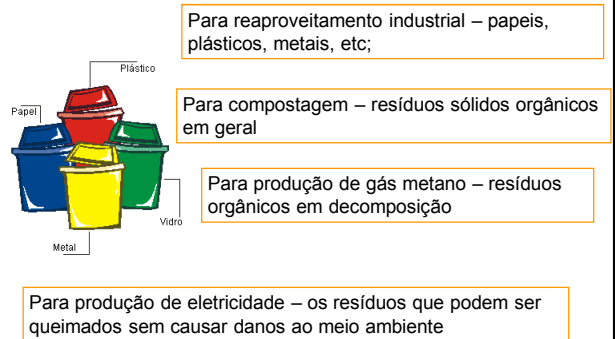 Para reaproveitamento industrial – papeis,
plásticos, metais, etc;
Plástico
Papel
Para compostagem – resíduos sólidos orgânicos
em geral
Para produção de gás metano – resíduos
orgânicos em decomposição
Vidro
Metal
Para produção de eletricidade – os resíduos que podem ser
queimados sem causar danos ao meio ambiente